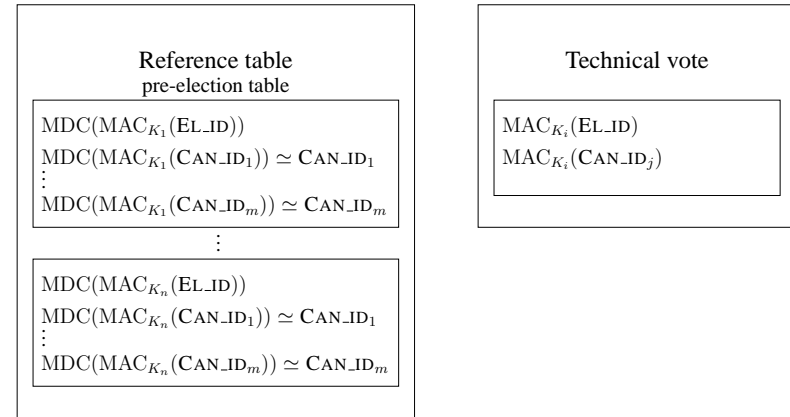 Reference table
pre-election table
MDC(MAC_{K_1}(EL_ID))
MDC(MAC_{K_1}(CAN_ID_1)) ≃ CAN_ID_1
⋮
MDC(MAC_{K_1}(CAN_ID_m)) ≃ CAN_ID_m
⋮
MDC(MAC_{K_n}(EL_ID))
MDC(MAC_{K_n}(CAN_ID_1)) ≃ CAN_ID_1
⋮
MDC(MAC_{K_n}(CAN_ID_m)) ≃ CAN_ID_m
Technical vote
MAC_{K_i}(EL_ID)
MAC_{K_i}(CAN_ID_j)